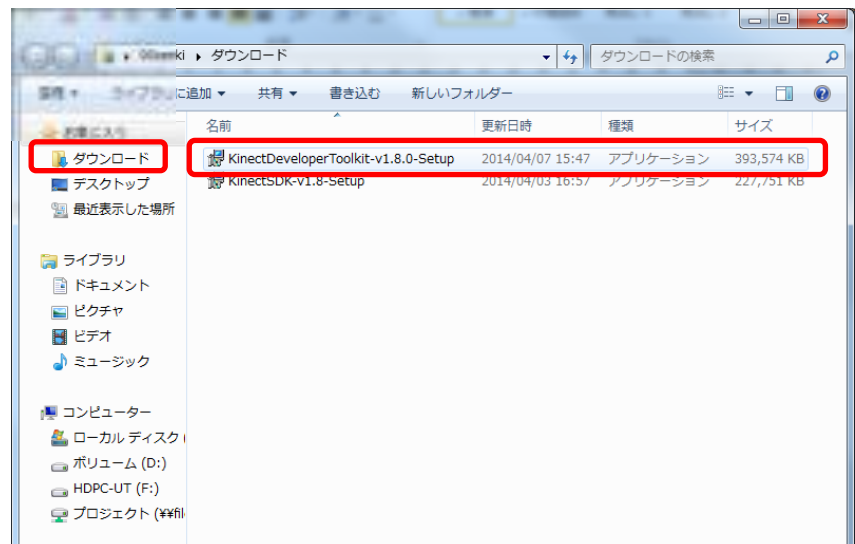 ki ▸ ダウンロード
ダウンロードの検索
に追加 ▼ 共有 ▼ 書き込む 新しいフォルダー
名前 更新日時 種類 サイズ
ダウンロード
KinectDeveloperToolkit-v1.8.0-Setup 2014/04/07 15:47 アプリケーション 393,574 KB
デスクトップ
KinectSDK-v1.8-Setup 2014/04/03 16:57 アプリケーション 227,751 KB
最近表示した場所
ライブラリ
ドキュメント
ピクチャ
ビデオ
ミュージック
コンピューター
ローカル ディスク (
ボリューム (D:)
HDPC-UT (F:)
プロジェクト (¥¥fil